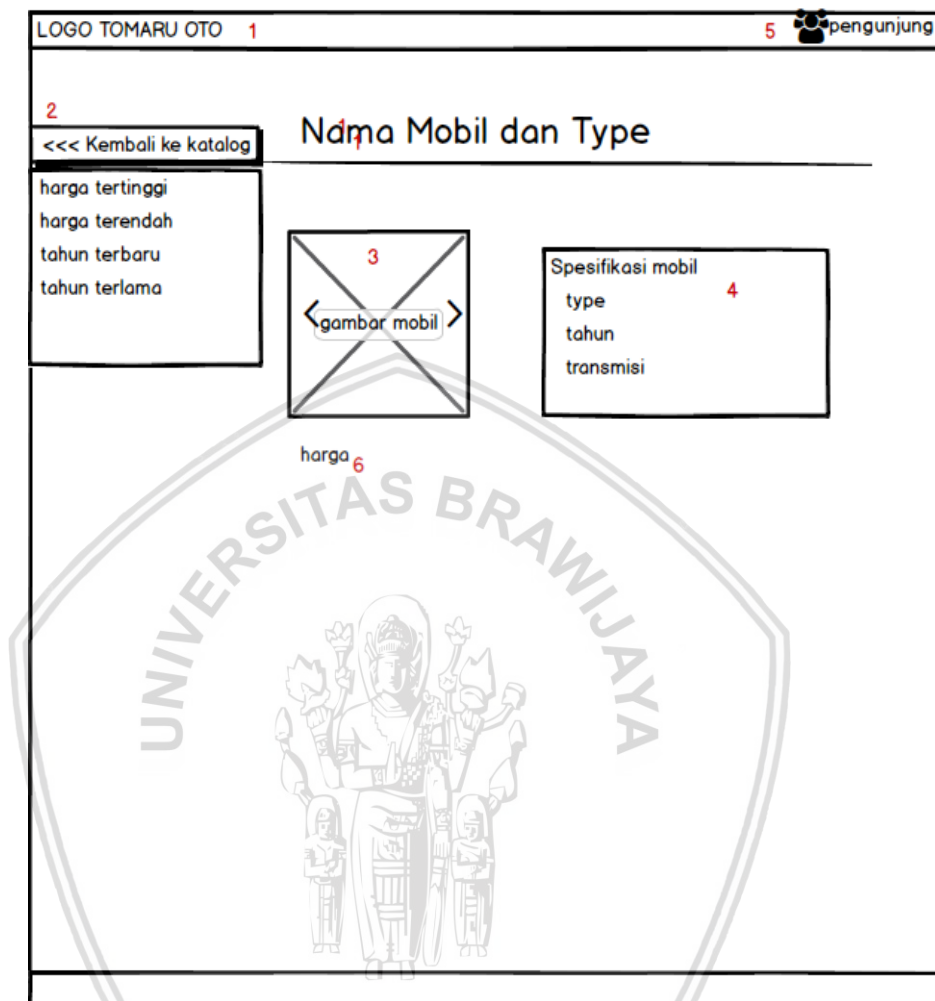 LOGO TOMARU OTO 1
5 pengunjung
2
<<< Kembali ke katalog
Nama Mobil dan Type
1
1
harga tertinggi
harga terendah
tahun terbaru
tahun terlama
3
gambar mobil
Spesifikasi mobil
4
type
tahun
transmisi
harga 6
UNIVERSITAS BRAWIJAYA